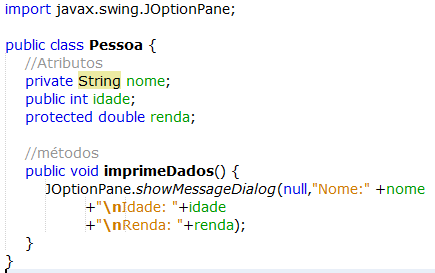 import javax.swing.JOptionPane;
public class Pessoa {
//Atributos
private String nome;
public int idade;
protected double renda;
//métodos
public void imprimeDados() {
JOptionPane.showMessageDialog(null,"Nome:" +nome
+"\nIdade: "+idade
+"\nRenda: "+renda);
}
}